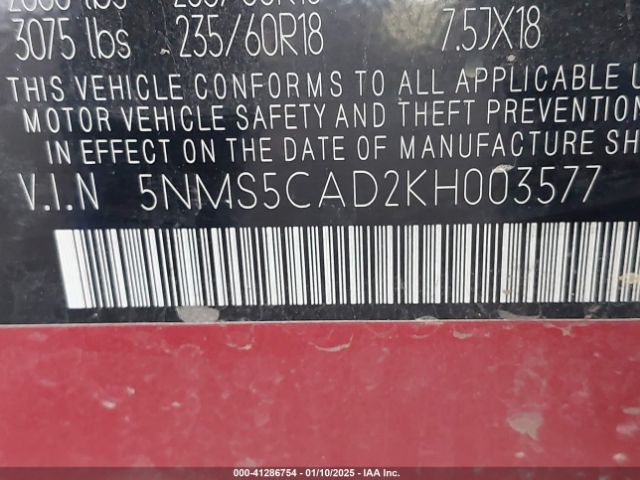 3075 lbs 235/60R18 7.5JX18
THIS VEHICLE CONFORMS TO ALL APPLICABLE
MOTOR VEHICLE SAFETY AND THEFT PREVENTION
IN EFFECT ON THE DATE OF MANUFACTURE SH
V.I.N 5NMS5CAD2KH003577
000-41286754 - 01/10/2025 - IAA Inc.